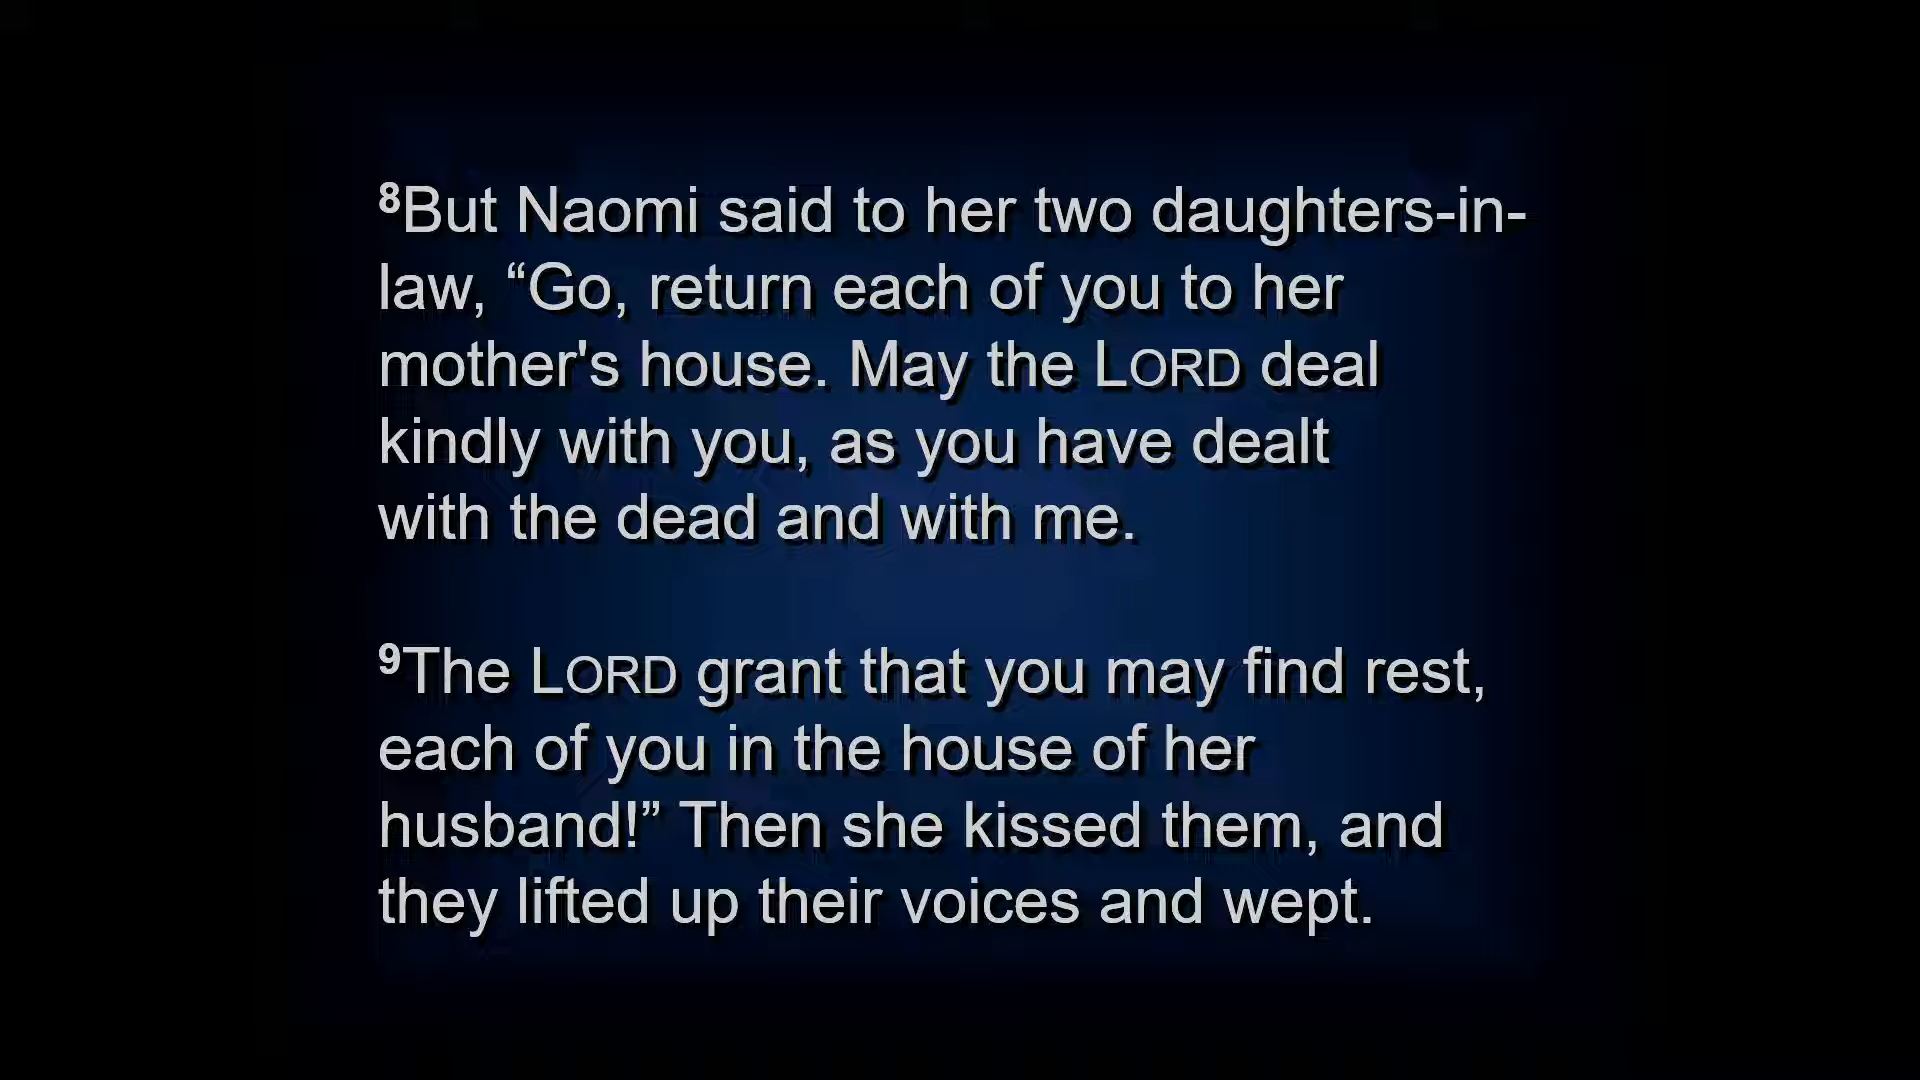 ⁸But Naomi said to her two daughters-in-
law, “Go, return each of you to her
mother's house. May the LORD deal
kindly with you, as you have dealt
with the dead and with me.
⁹The LORD grant that you may find rest,
each of you in the house of her
husband!” Then she kissed them, and
they lifted up their voices and wept.